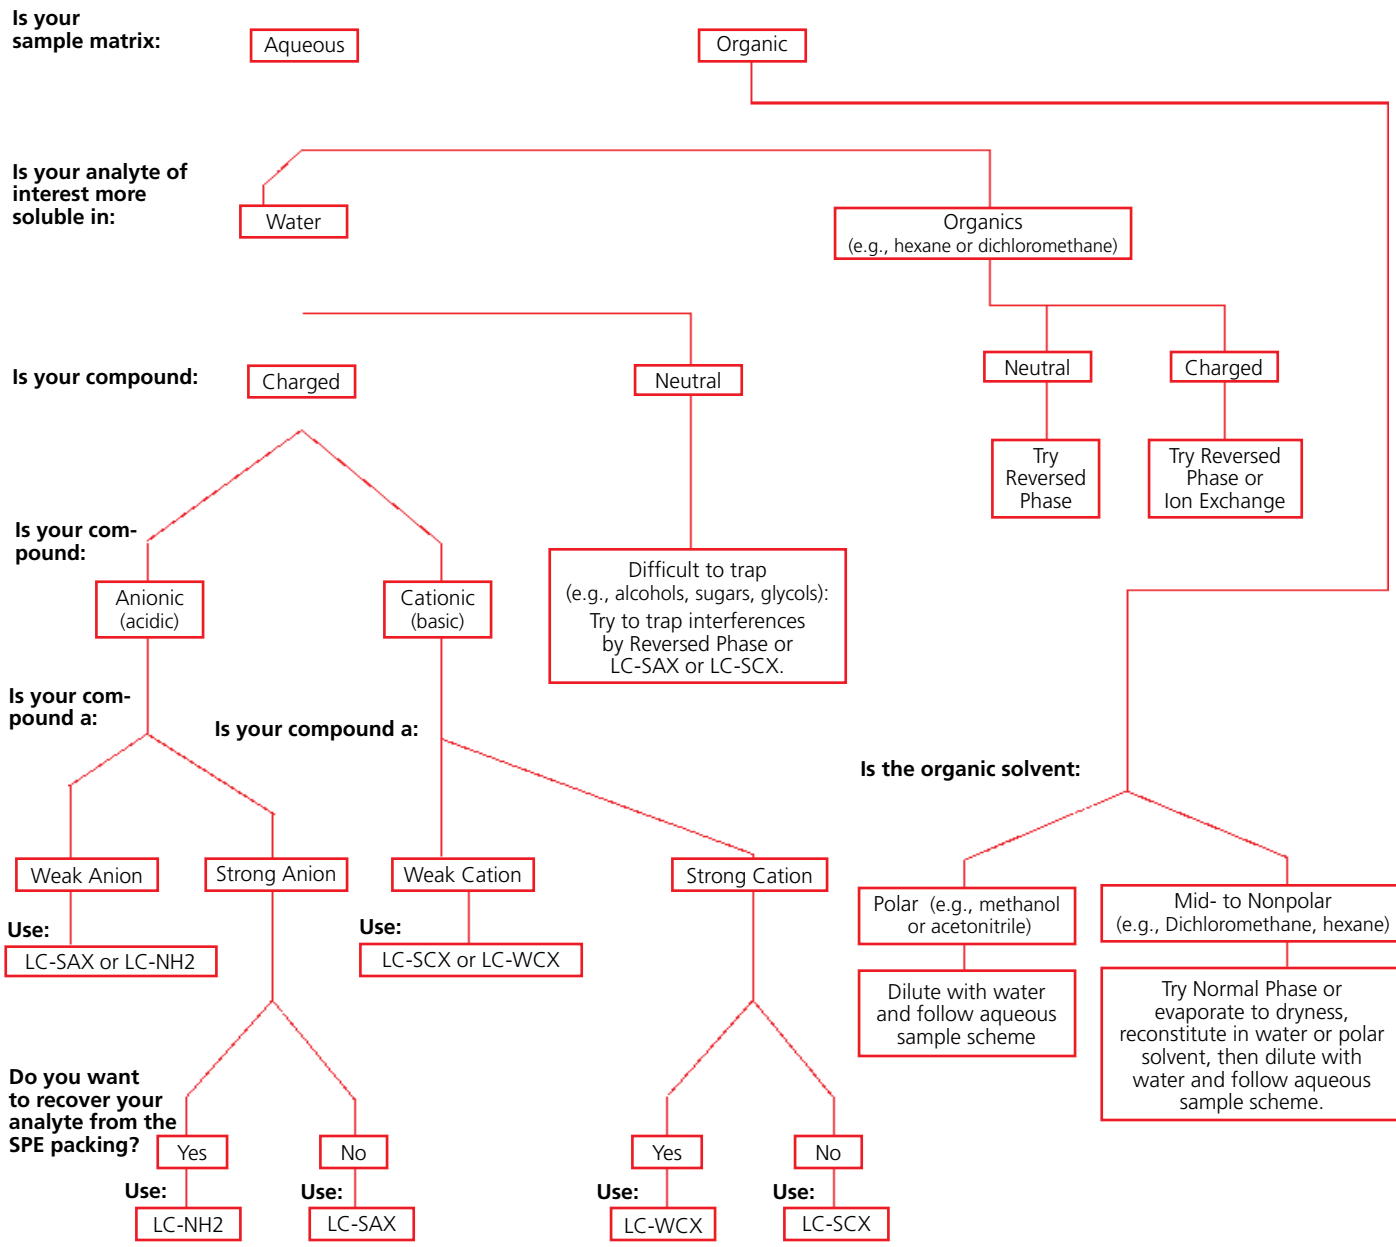 Is your
sample matrix:
Aqueous
Organic
Is your analyte of
interest more
soluble in:
Water
Organics
(e.g., hexane or dichloromethane)
Is your compound:
Charged
Neutral
Neutral
Charged
Try
Reversed
Phase
Try Reversed
Phase or
Ion Exchange
Is your com-
pound:
Anionic
(acidic)
Cationic
(basic)
Difficult to trap
(e.g., alcohols, sugars, glycols):
Try to trap interferences
by Reversed Phase or
LC-SAX or LC-SCX.
Is your com-
pound a:
Is your compound a:
Is the organic solvent:
Weak Anion
Strong Anion
Weak Cation
Strong Cation
Polar (e.g., methanol
or acetonitrile)
Mid- to Nonpolar
(e.g., Dichloromethane, hexane)
Use:
LC-SAX or LC-NH2
Use:
LC-SCX or LC-WCX
Dilute with water
and follow aqueous
sample scheme
Try Normal Phase or
evaporate to dryness,
reconstitute in water or polar
solvent, then dilute with
water and follow aqueous
sample scheme.
Do you want
to recover your
analyte from the
SPE packing?
Yes
No
Yes
No
Use:
LC-NH2
Use:
LC-SAX
Use:
LC-WCX
Use:
LC-SCX